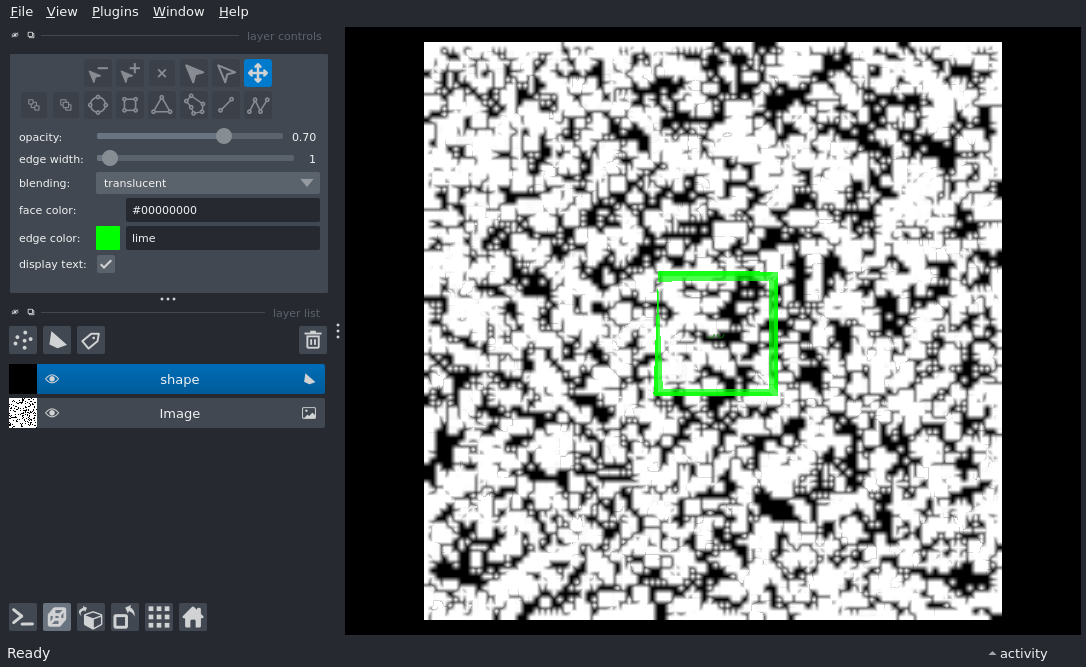 File View Plugins Window Help
layer controls
opacity: 0.70
edge width: 1
blending: translucent
face color: #00000000
edge color: lime
display text:
layer list
shape
Image
Ready
activity